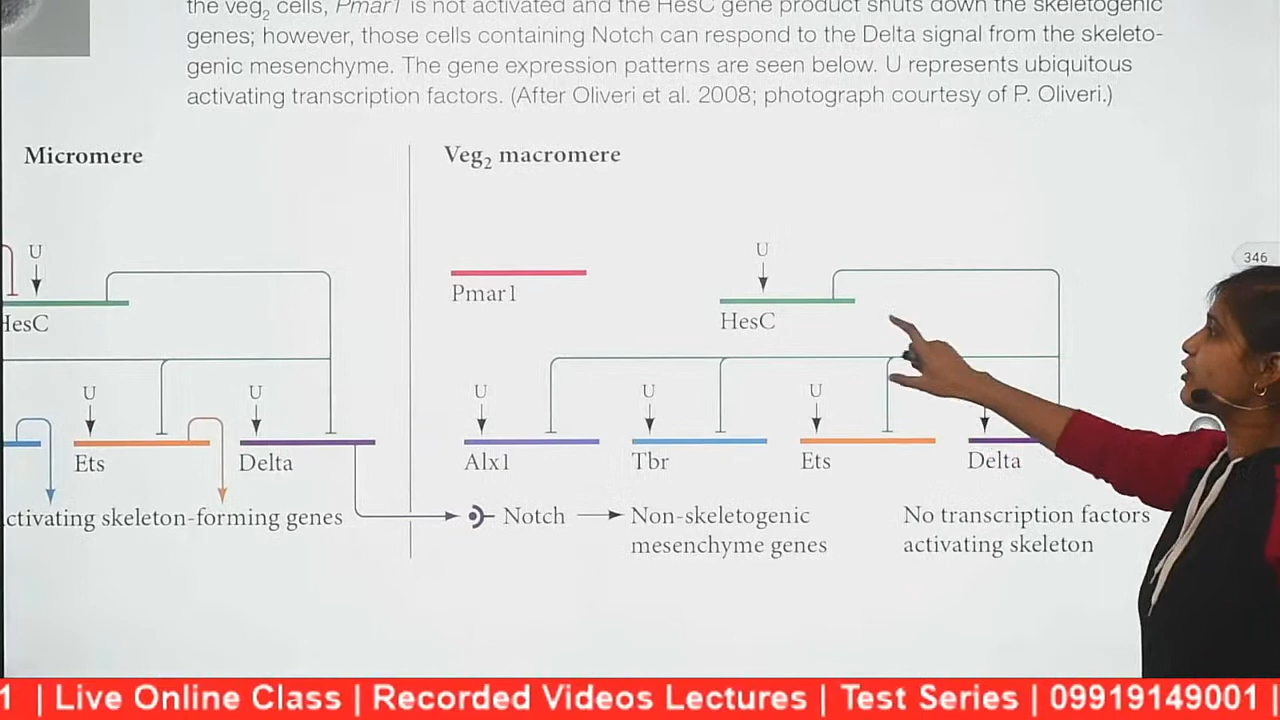 the veg₂ cells, Pmar1 is not activated and the HesC gene product shuts down the skeletogenic
genes; however, those cells containing Notch can respond to the Delta signal from the skeleto-
genic mesenchyme. The gene expression patterns are seen below. U represents ubiquitous
activating transcription factors. (After Oliveri et al. 2008; photograph courtesy of P. Oliveri.)
Micromere
Veg₂ macromere
U
U
346
Pmar1
HesC
HesC
U
U
U
U
U
Ets
Delta
Alx1
Tbr
Ets
Delta
ctivating skeleton-forming genes
Notch
Non-skeletogenic
mesenchyme genes
No transcription factors
activating skeleton
1 | Live Online Class | Recorded Videos Lectures | Test Series | 09919149001 |